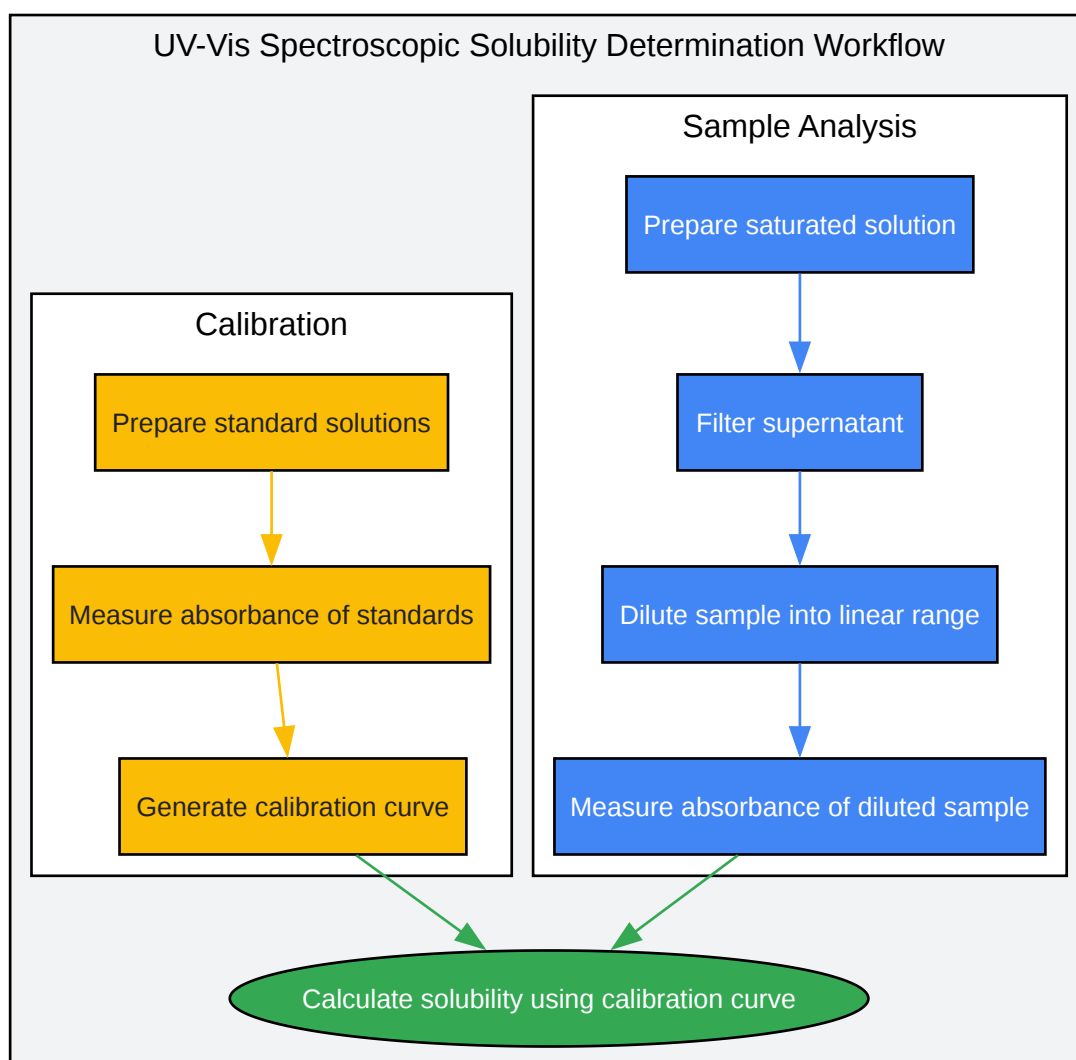 UV-Vis Spectroscopic Solubility Determination Workflow
Calibration
Prepare standard solutions
Measure absorbance of standards
Generate calibration curve
Sample Analysis
Prepare saturated solution
Filter supernatant
Dilute sample into linear range
Measure absorbance of diluted sample
Calculate solubility using calibration curve